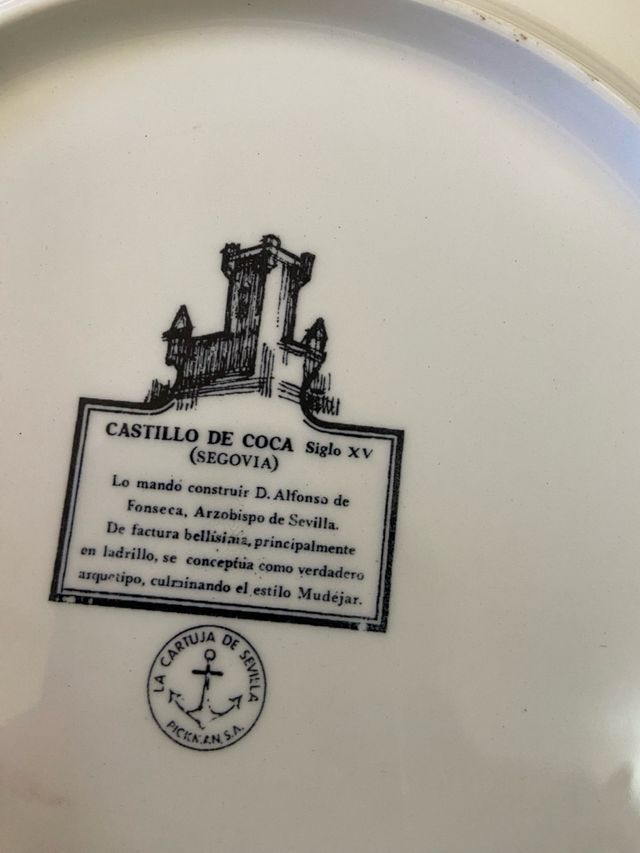 CASTILLO DE COCA Siglo XV
(SEGOVIA)
Lo mandó construir D. Alfonso de
Fonseca, Arzobispo de Sevilla.
De factura bellísima, principalmente
en ladrillo, se conceptúa como verdadero
arquetipo, culminando el estilo Mudéjar.
LA CARTUJA DE SEVILLA
PICKMAN, S.A.